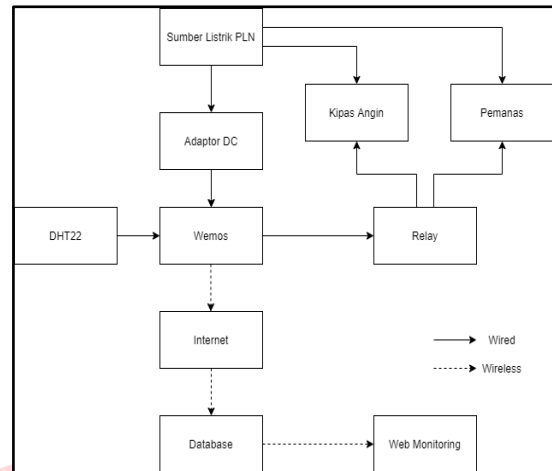 Sumber Listrik PLN
Kipas Angin
Pemanas
Adaptor DC
DHT22
Wemos
Relay
Internet
Wired
Wireless
Database
Web Monitoring